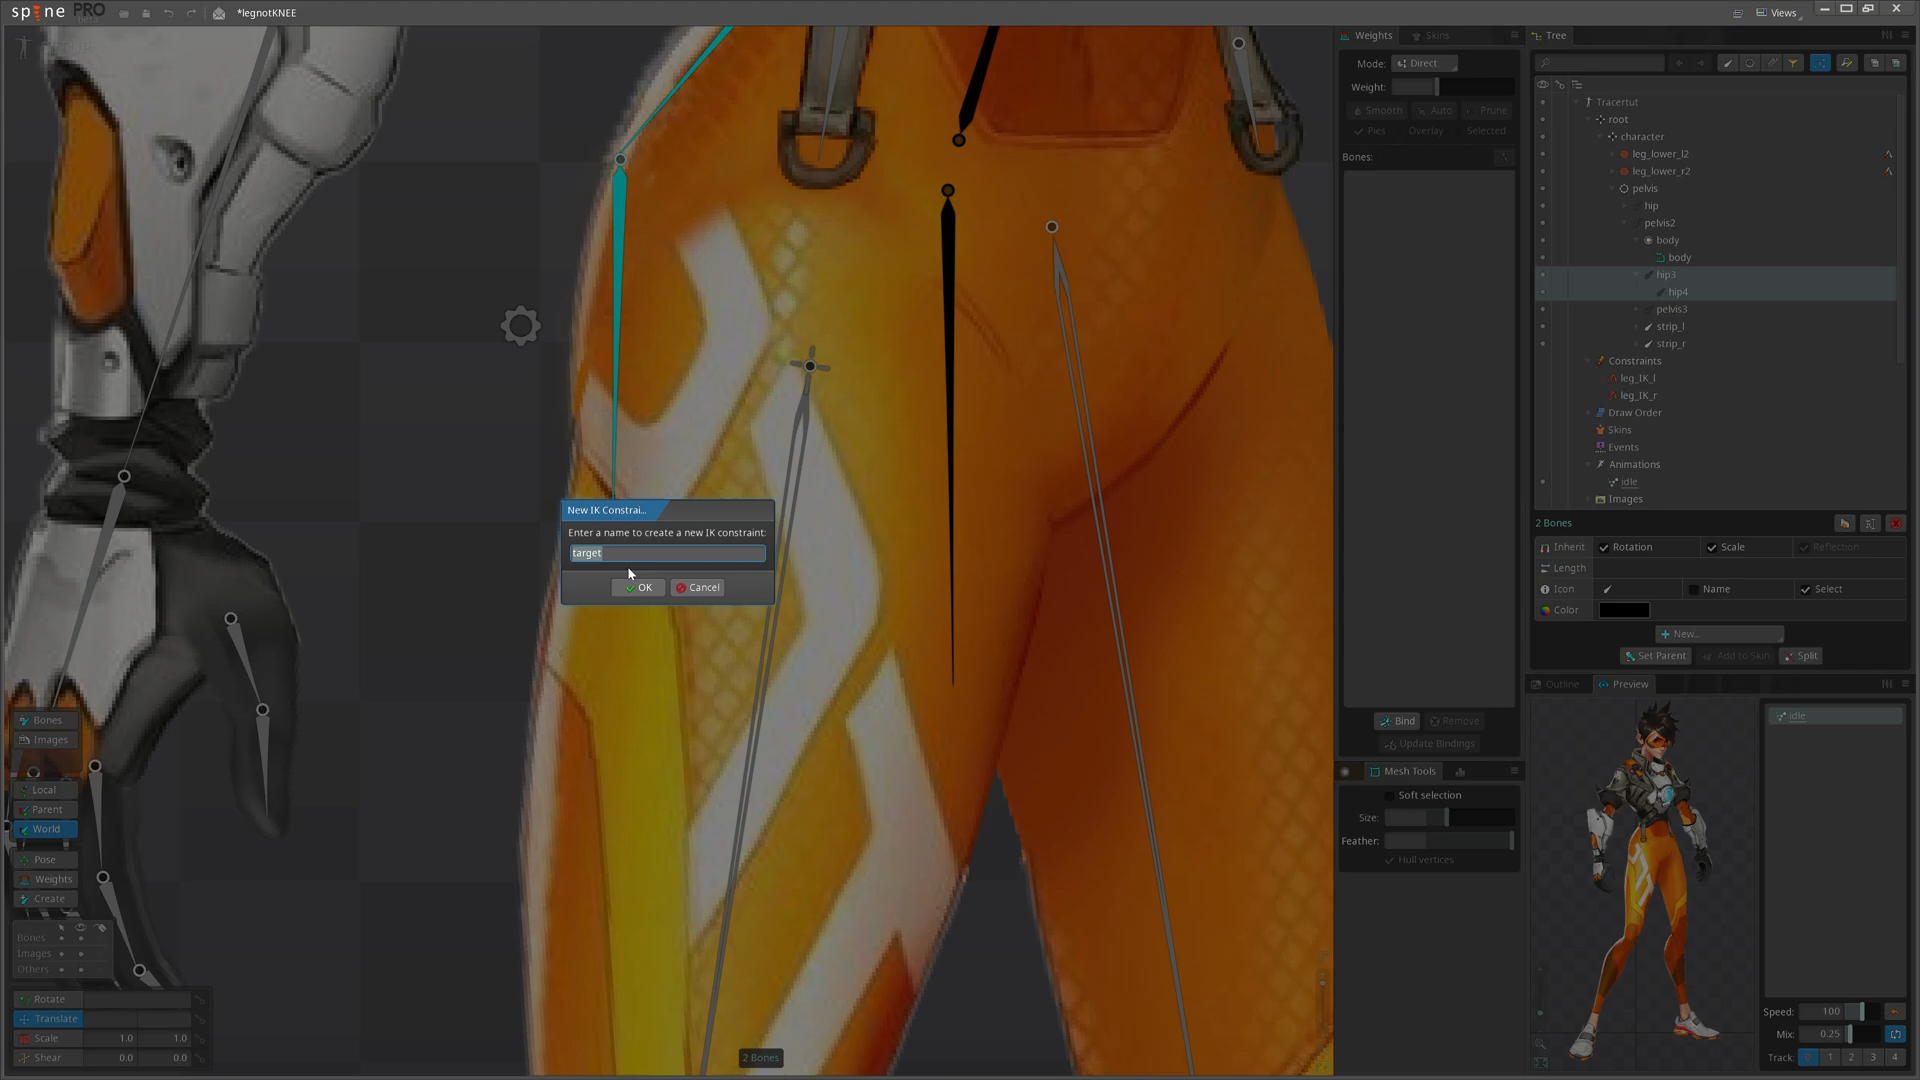 spine PRO
beta
*legnotKNEE
Views
SETUP
New IK Constrai...
Enter a name to create a new IK constraint:
target
OK
Cancel
Bones
Images
Local
Parent
World
Pose
Weights
Create
Bones
Images
Others
Rotate
Translate
Scale 1.0 1.0
Shear 0.0 0.0
2 Bones
Weights
Skins
Mode: Direct
Weight:
Smooth Auto Prune
Pies Overlay Selected
Bones:
Bind Remove
Update Bindings
Mesh Tools
Soft selection
Size:
Feather:
Hull vertices
Tree
Tracertut
root
character
leg_lower_l2
leg_lower_r2
pelvis
hip
pelvis2
body
body
hip3
hip4
pelvis3
strip_l
strip_r
Constraints
leg_IK_l
leg_IK_r
Draw Order
Skins
Events
Animations
idle
Images
2 Bones
Inherit Rotation Scale Reflection
Length
Icon Name Select
Color
New...
Set Parent Add to Skin Split
Outline Preview
idle
Speed: 100
Mix: 0.25
Track: 0 1 2 3 4